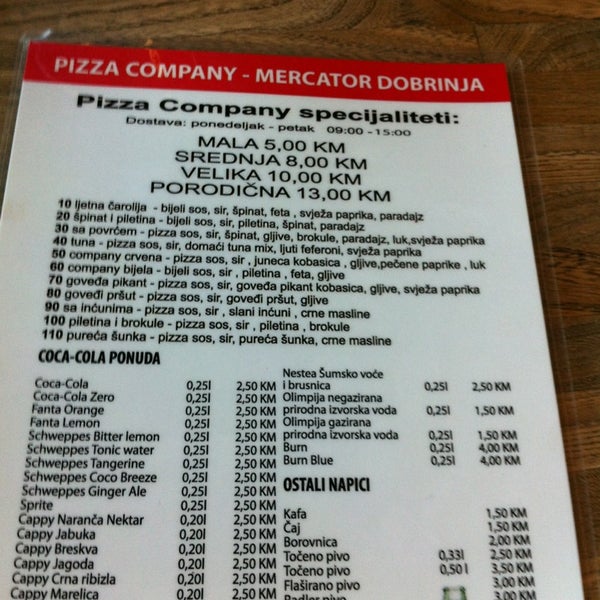 PIZZA COMPANY - MERCATOR DOBRINJA
Pizza Company specijaliteti:
Dostava: ponedeljak - petak 09:00 -15:00
MALA 5,00 KM
SREDNJA 8,00 KM
VELIKA 10,00 KM
PORODIČNA 13,00 KM
10 ljetna čarolija - bijeli sos, sir, špinat, feta , svježa paprika, paradajz
20 špinat i piletina - bijeli sos, sir, piletina, špinat, paradajz
30 sa povrćem - pizza sos, sir, špinat, gljive, brokule, paradajz, luk,svježa paprika
40 tuna - pizza sos, sir, domaći tuna mix, ljuti feferoni, svježa paprika
50 company crvena - pizza sos, sir , juneca kobasica , gljive,pečene paprike , luk
60 company bijela - bijeli sos, sir , piletina , feta, gljive
70 goveđa pikant - pizza sos, sir, goveđa pikant kobasica, gljive, svježa paprika
80 goveđi pršut - pizza sos, sir, goveđi pršut, gljive
90 sa inćunima - pizza sos, sir , slani inćuni , crne masline
100 piletina i brokule - pizza sos, sir , piletina , brokule
110 pureća šunka - pizza sos, sir, pureća šunka, crne masline
COCA-COLA PONUDA
Coca-Cola 0,25l 2,50 KM
Coca-Cola Zero 0,25l 2,50 KM
Fanta Orange 0,25l 2,50 KM
Fanta Lemon 0,25l 2,50 KM
Schweppes Bitter lemon 0,25l 2,50 KM
Schweppes Tonic water 0,25l 2,50 KM
Schweppes Tangerine 0,25l 2,50 KM
Schweppes Coco Breeze 0,25l 2,50 KM
Schweppes Ginger Ale 0,25l 2,50 KM
Sprite 0,25l 2,50 KM
Cappy Naranča Nektar 0,20l 2,50 KM
Cappy Jabuka 0,20l 2,50 KM
Cappy Breskva 0,20l 2,50 KM
Cappy Jagoda 0,20l 2,50 KM
Cappy Crna ribizla 0,20l 2,50 KM
Cappy Marelica 0,20l 2,50 KM
Nestea Šumsko voće
i brusnica 0,25l 2,50 KM
Olimpija negazirana
prirodna izvorska voda 0,25l 1,50 KM
Olimpija gazirana
prirodna izvorska voda 0,25l 1,50 KM
Burn 0,25l 4,00 KM
Burn Blue 0,25l 4,00 KM
OSTALI NAPICI
Kafa 1,50 KM
Čaj 1,50 KM
Borovnica 2,00 KM
Točeno pivo 0,33l 2,50 KM
Točeno pivo 0,50 l 3,50 KM
Flaširano pivo 3,00 KM
Radler pivo 3,00 KM